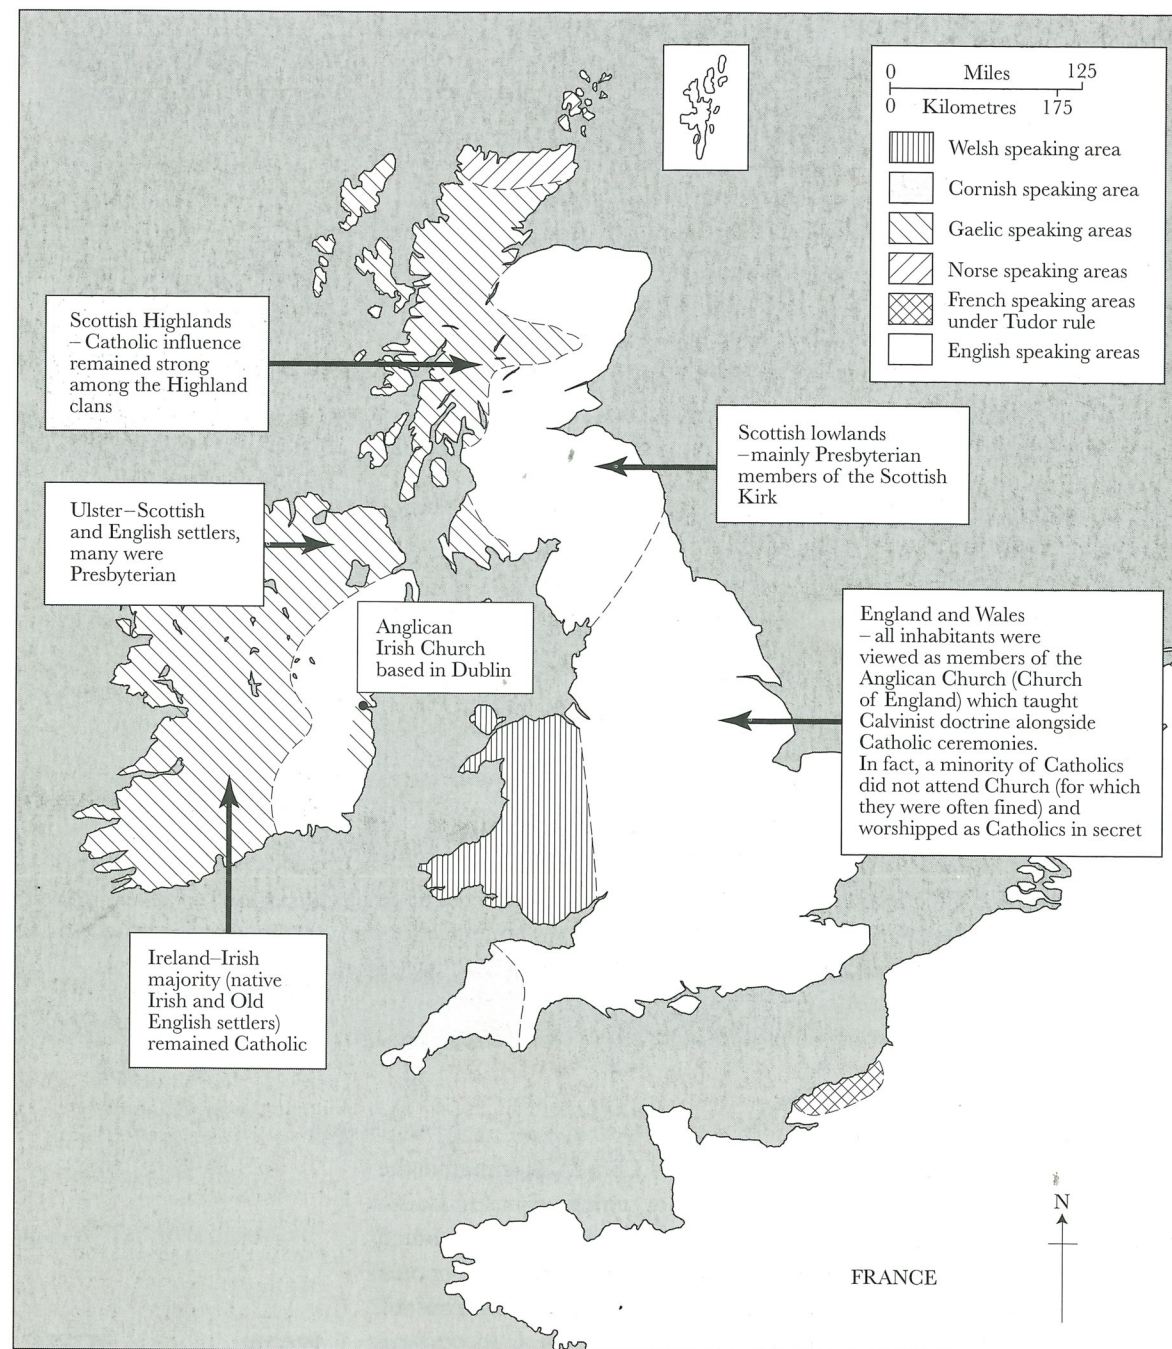 0 Miles 125
0 Kilometres 175
Welsh speaking area
Cornish speaking area
Gaelic speaking areas
Norse speaking areas
French speaking areas
under Tudor rule
English speaking areas
Scottish Highlands
– Catholic influence
remained strong
among the Highland
clans
Scottish lowlands
–mainly Presbyterian
members of the Scottish
Kirk
Ulster–Scottish
and English settlers,
many were
Presbyterian
Anglican
Irish Church
based in Dublin
England and Wales
– all inhabitants were
viewed as members of the
Anglican Church (Church
of England) which taught
Calvinist doctrine alongside
Catholic ceremonies.
In fact, a minority of Catholics
did not attend Church (for which
they were often fined) and
worshipped as Catholics in secret
Ireland–Irish
majority (native
Irish and Old
English settlers)
remained Catholic
N
FRANCE